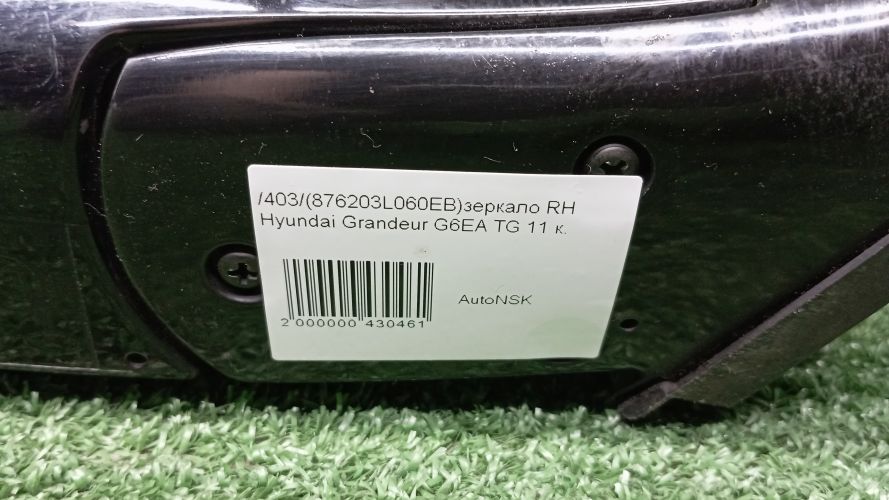 /403/(876203L060EB)зеркало RH
Hyundai Grandeur G6EA TG 11 к.
AutoNSK
2 000000 430461